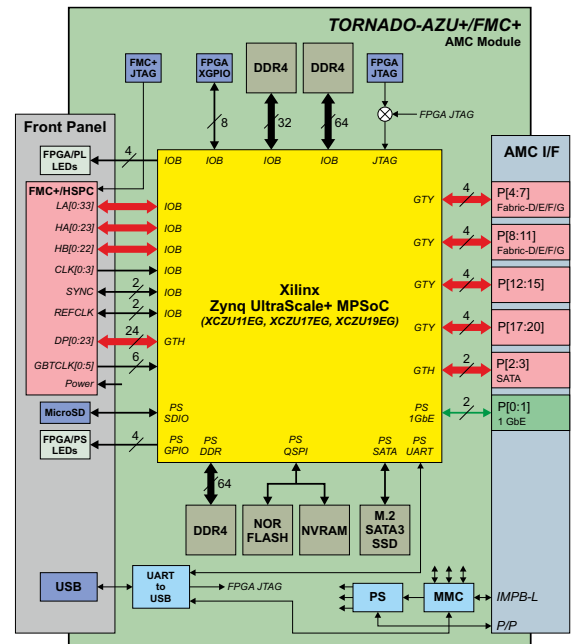 TORNADO-AZU+/FMC+
AMC Module
FMC+
JTAG
FPGA
XGPIO
DDR4
DDR4
FPGA
JTAG
8
32
64
FPGA JTAG
Front Panel
AMC I/F
FPGA/PL
LEDs
4
IOB
IOB
IOB
IOB
JTAG
FMC+/HSPC
LA[0:33]
IOB
HA[0:23]
IOB
HB[0:22]
IOB
CLK[0:3]
IOB
SYNC
2
IOB
REFCLK
2
IOB
DP[0:23]
24
GTH
GBTCLK[0:5]
6
Power
Xilinx
Zynq UltraScale+ MPSoC
(XCZU11EG, XCZU17EG, XCZU19EG)
GTY
4
P[4:7]
Fabric-D/E/F/G
GTY
4
P[8:11]
Fabric-D/E/F/G
GTY
4
P[12:15]
GTY
4
P[17:20]
GTH
2
P[2:3]
SATA
PS
1GbE
2
P[0:1]
1 GbE
MicroSD
PS
SDIO
FPGA/PS
LEDs
4
PS
GPIO
PS
DDR
PS
QSPI
PS
SATA
PS
UART
64
DDR4
NOR
FLASH
NVRAM
M.2
SATA3
SSD
USB
UART
to
USB
FPGA JTAG
PS
MMC
IMPB-L
P/P